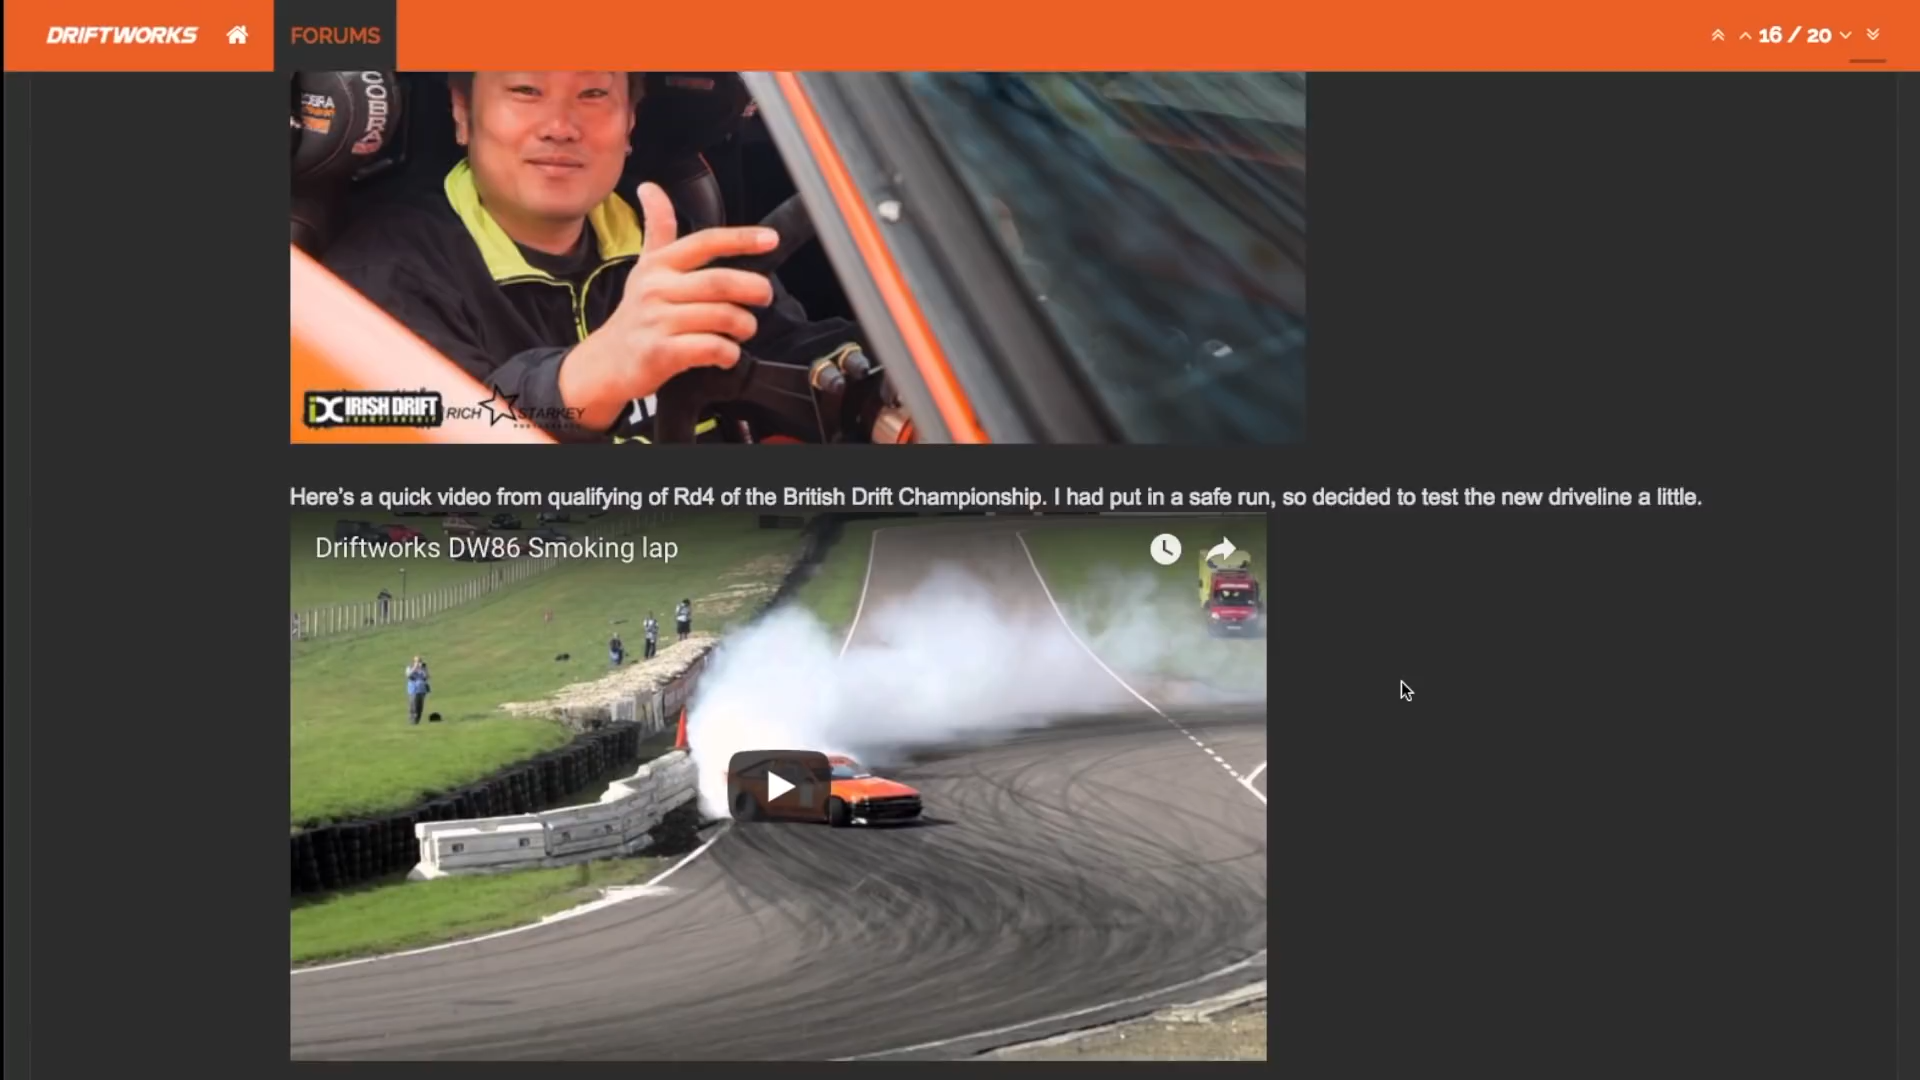 DRIFTWORKS
FORUMS
16 / 20
COBRA
IRISH DRIFT
CHAMPIONSHIP
RICH STARKEY
Here's a quick video from qualifying of Rd4 of the British Drift Championship. I had put in a safe run, so decided to test the new driveline a little.
Driftworks DW86 Smoking lap